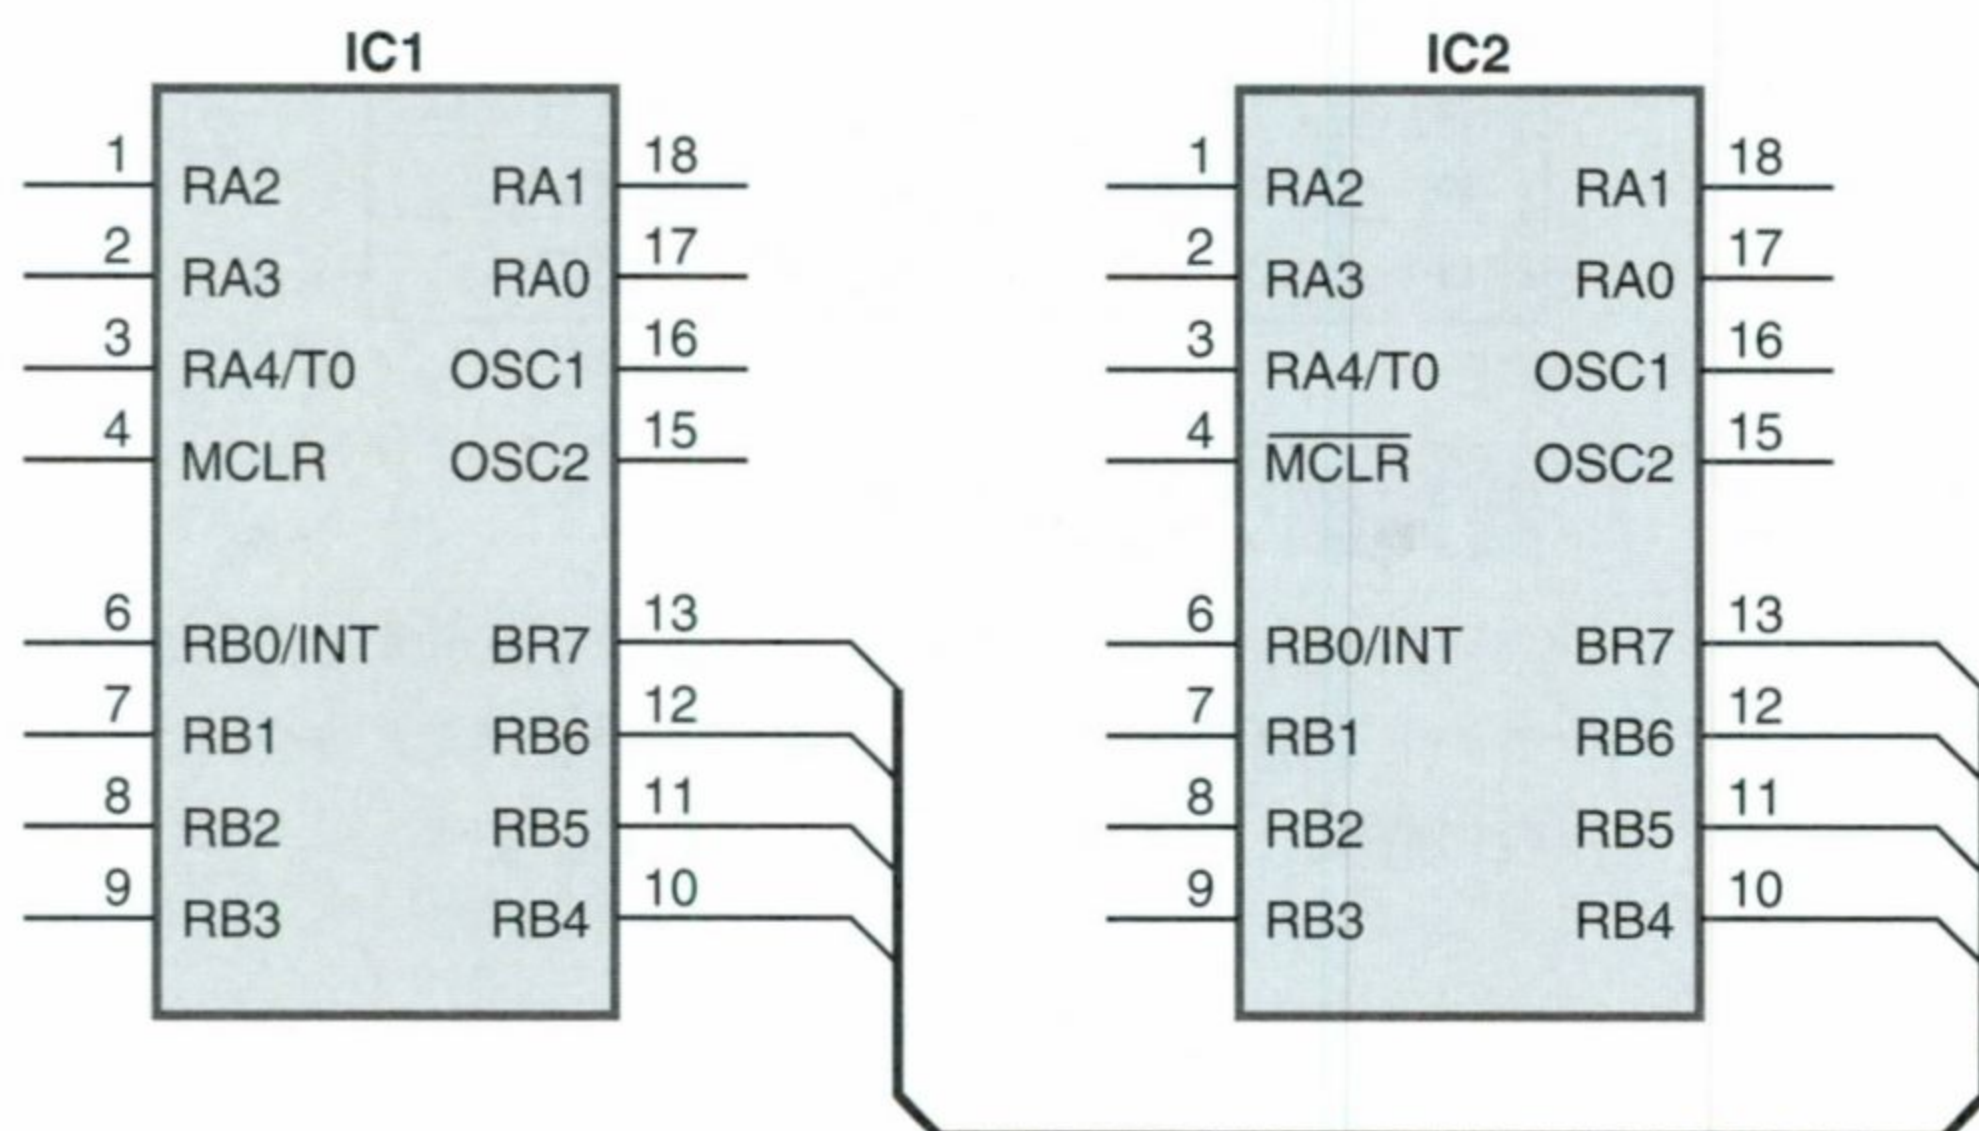 IC1
IC2
1 RA2 RA1 18
2 RA3 RA0 17
3 RA4/T0 OSC1 16
4 MCLR OSC2 15
6 RB0/INT BR7 13
7 RB1 RB6 12
8 RB2 RB5 11
9 RB3 RB4 10
1 RA2 RA1 18
2 RA3 RA0 17
3 RA4/T0 OSC1 16
4 M̅C̅L̅R̅ OSC2 15
6 RB0/INT BR7 13
7 RB1 RB6 12
8 RB2 RB5 11
9 RB3 RB4 10